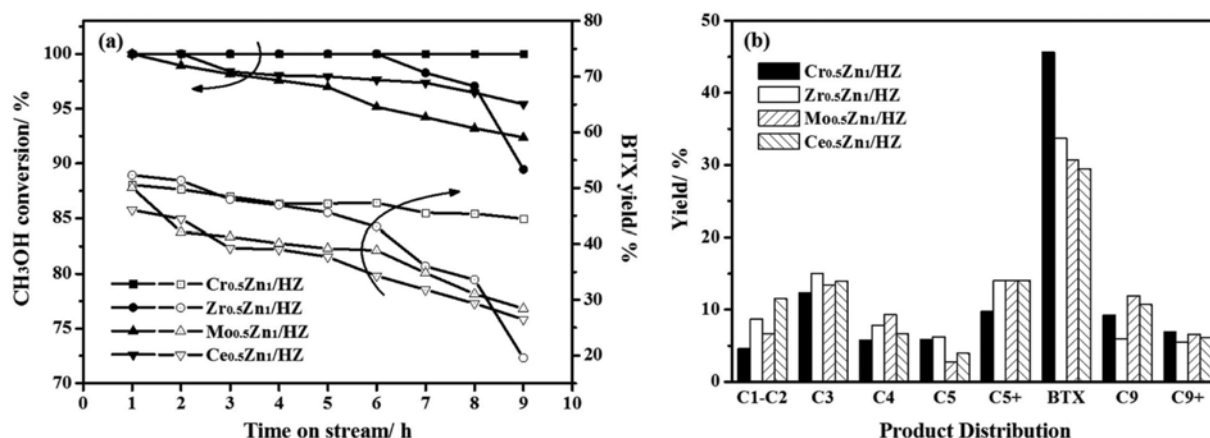 (a)
100
95
90
85
80
75
70
CH₃OH conversion/ %
80
70
60
50
40
30
20
BTX yield/ %
Cr₀.₅Zn₁/HZ
Zr₀.₅Zn₁/HZ
Mo₀.₅Zn₁/HZ
Ce₀.₅Zn₁/HZ
0 1 2 3 4 5 6 7 8 9 10
Time on stream/ h
(b)
50
40
30
20
10
0
Yield/ %
Cr₀.₅Zn₁/HZ
Zr₀.₅Zn₁/HZ
Mo₀.₅Zn₁/HZ
Ce₀.₅Zn₁/HZ
C1-C2 C3 C4 C5 C5+ BTX C9 C9+
Product Distribution